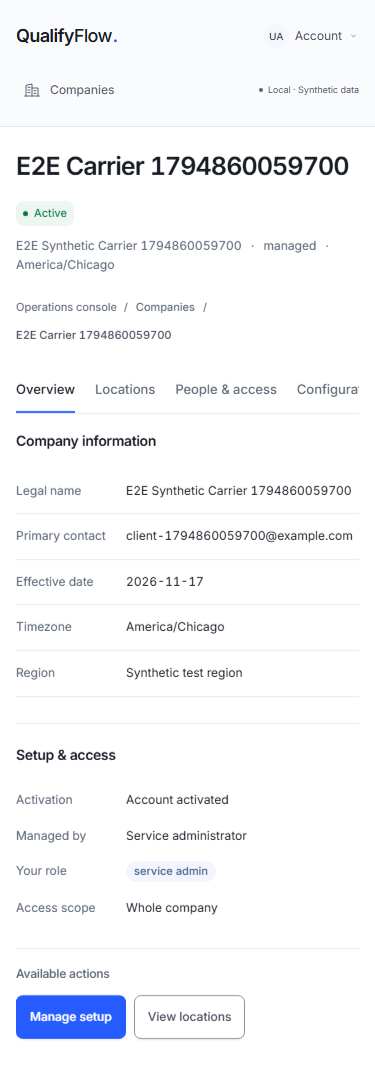 QualifyFlow.
UA Account
Companies
Local · Synthetic data
E2E Carrier 1794860059700
Active
E2E Synthetic Carrier 1794860059700 · managed ·
America/Chicago
Operations console / Companies /
E2E Carrier 1794860059700
Overview Locations People & access Configurat
Company information
Legal name E2E Synthetic Carrier 1794860059700
Primary contact client-1794860059700@example.com
Effective date 2026-11-17
Timezone America/Chicago
Region Synthetic test region
Setup & access
Activation Account activated
Managed by Service administrator
Your role service admin
Access scope Whole company
Available actions
Manage setup View locations